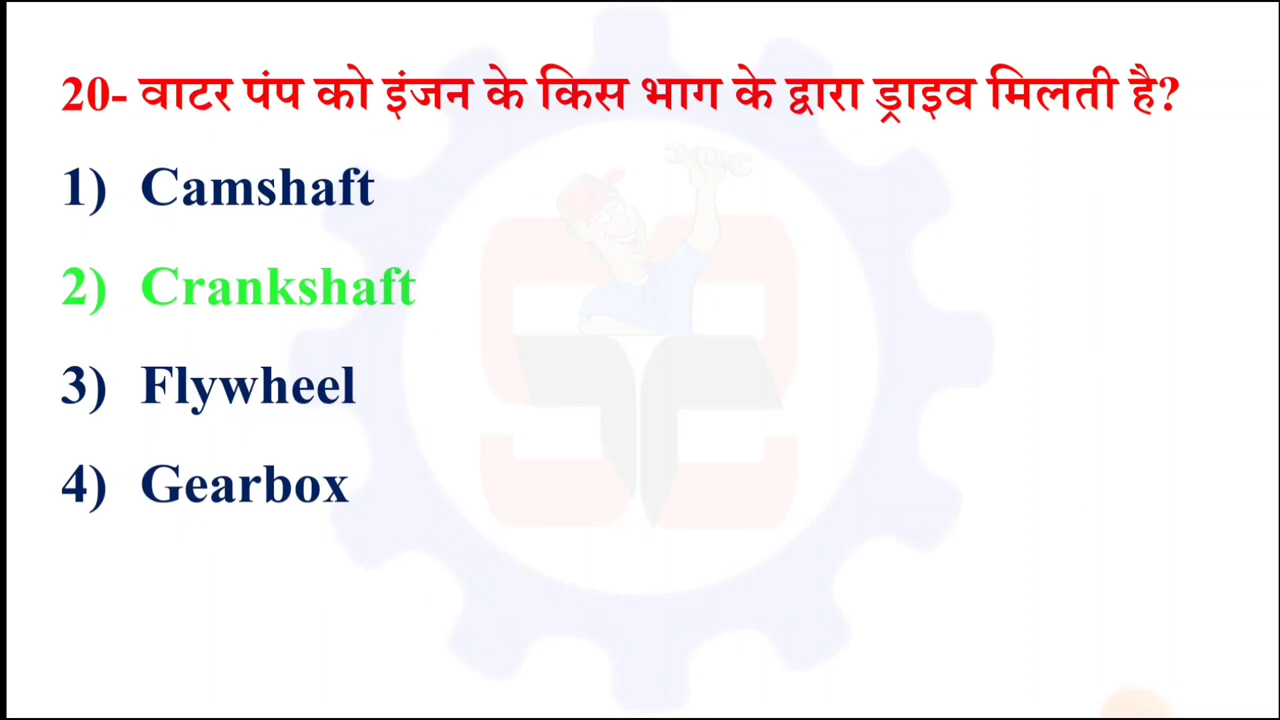 20- वाटर पंप को इंजन के किस भाग के द्वारा ड्राइव मिलती है?
1) Camshaft
2) Crankshaft
3) Flywheel
4) Gearbox